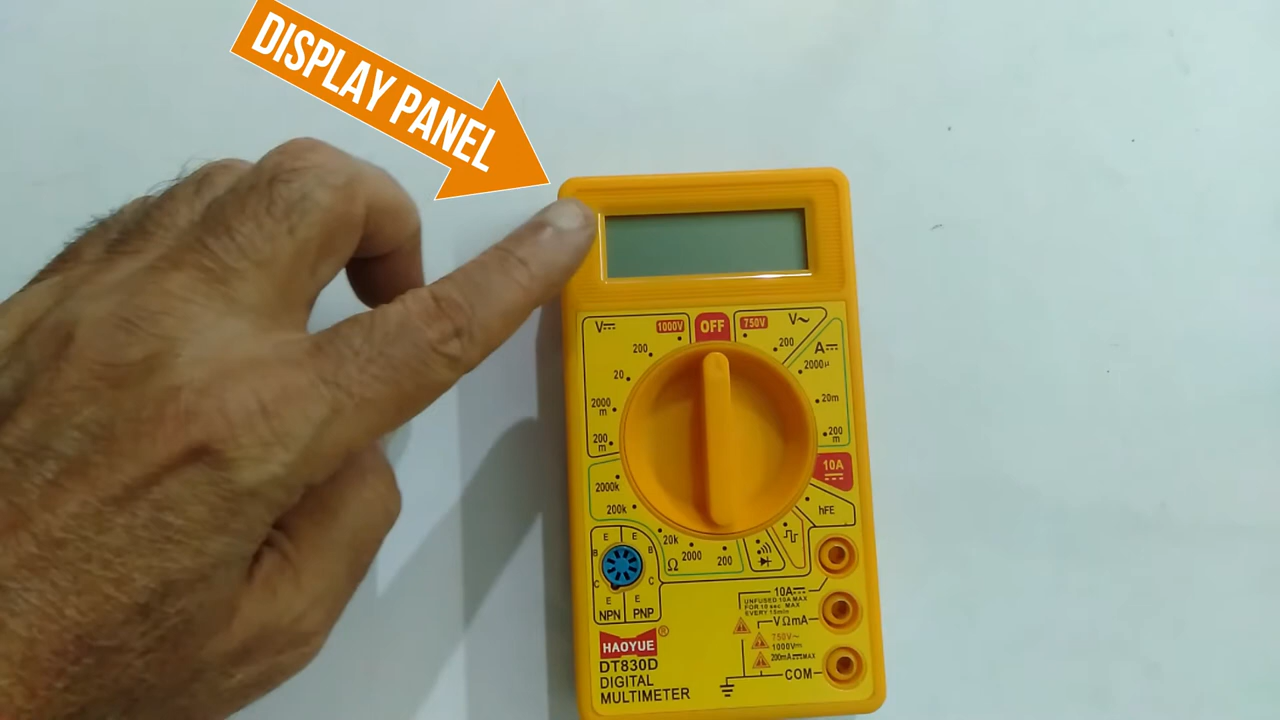 DISPLAY PANEL
V⎓ 1000V OFF 750V V~
200 200
A⎓
20 2000µ
2000 m 20m
200 m 200 m
10A
2000k
200k hFE
20k
Ω 2000 200
E E
B B
C C
E E
NPN PNP
10A⎓
UNFUSED 10A MAX
FOR 10 sec MAX
EVERY 15min
VΩmA
750V~
1000V⎓
200mA⎓MAX
COM
HAOYUE ®
DT830D
DIGITAL
MULTIMETER